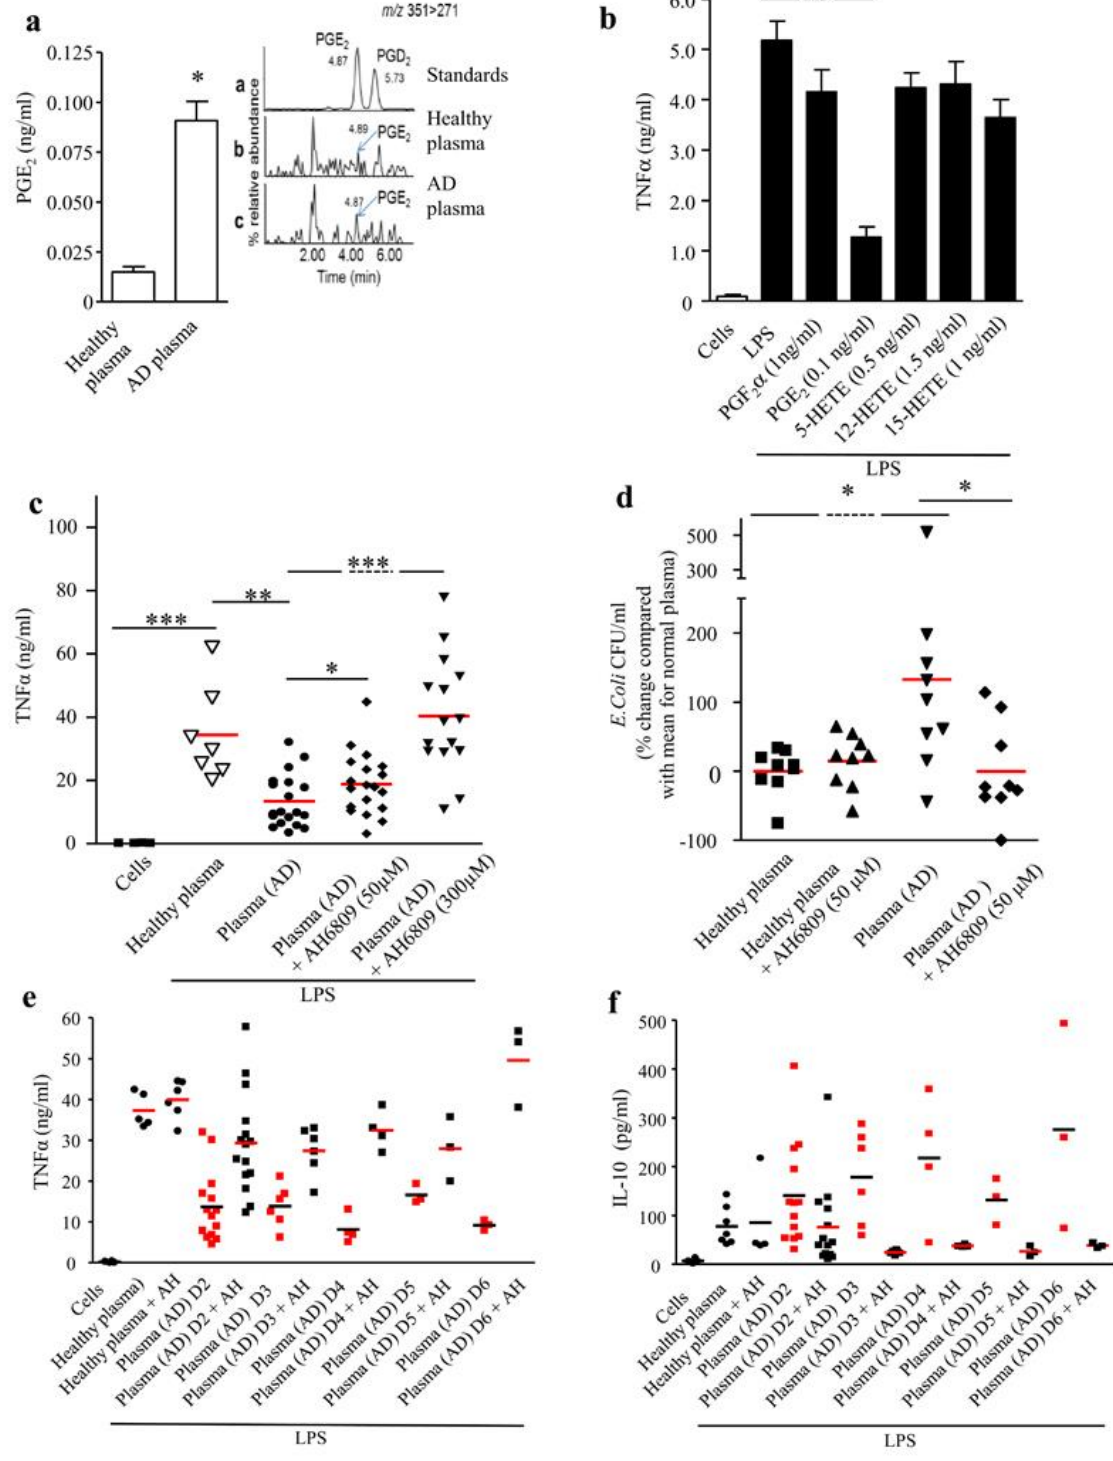 a
m/z 351>271
PGE2 (ng/ml)
0.125
0.100
0.075
0.050
0.025
0
*
Healthy
plasma
AD plasma
% relative abundance
a
PGE2
4.87
PGD2
5.73
Standards
b
4.89
PGE2
Healthy
plasma
c
4.87
PGE2
AD
plasma
2.00 4.00 6.00
Time (min)
b
TNFα (ng/ml)
6.0
5.0
4.0
3.0
2.0
1.0
0
Cells
LPS
PGF2α (1ng/ml)
PGE2 (0.1 ng/ml)
5-HETE (0.5 ng/ml)
12-HETE (1.5 ng/ml)
15-HETE (1 ng/ml)
LPS
c
TNFα (ng/ml)
100
80
60
40
20
0
***
**
***
*
Cells
Healthy plasma
Plasma (AD)
Plasma (AD)
+ AH6809 (50µM)
Plasma (AD)
+ AH6809 (300µM)
LPS
d
E.Coli CFU/ml
(% change compared
with mean for normal plasma)
500
300
200
100
0
-100
*
*
Healthy plasma
Healthy plasma
+ AH6809 (50 µM)
Plasma (AD)
Plasma (AD )
+ AH6809 (50 µM)
e
TNFα (ng/ml)
60
50
40
30
20
10
0
Cells
Healthy plasma)
Healthy plasma + AH
Plasma (AD) D2
Plasma (AD) D2 + AH
Plasma (AD) D3
Plasma (AD) D3 + AH
Plasma (AD) D4
Plasma (AD) D4 + AH
Plasma (AD) D5
Plasma (AD) D5 + AH
Plasma (AD) D6
Plasma (AD) D6 + AH
LPS
f
IL-10 (pg/ml)
500
400
300
200
100
0
Cells
Healthy plasma
Healthy plasma + AH
Plasma (AD) D2
Plasma (AD) D2 + AH
Plasma (AD) D3
Plasma (AD) D3 + AH
Plasma (AD) D4
Plasma (AD) D4 + AH
Plasma (AD) D5
Plasma (AD) D5 + AH
Plasma (AD) D6
Plasma (AD) D6 + AH
LPS